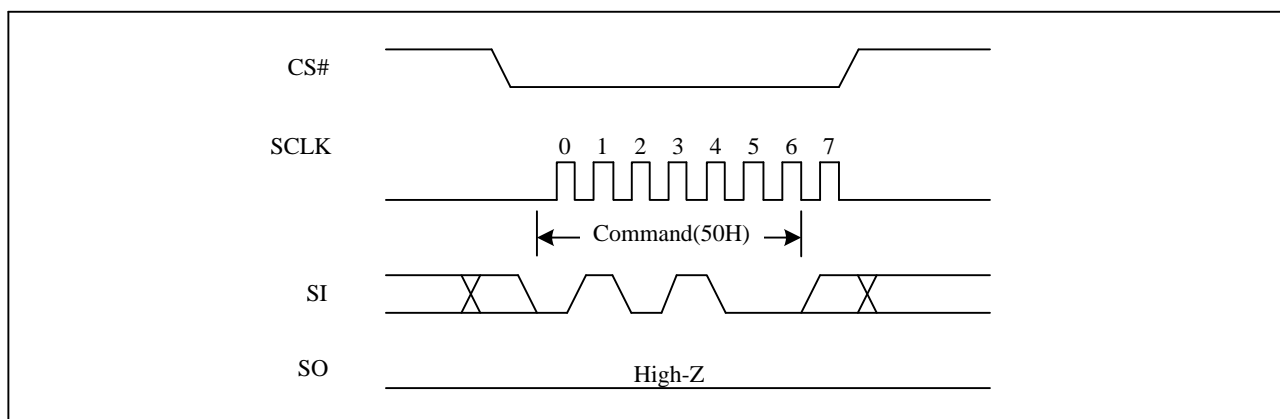 CS#
SCLK
0 1 2 3 4 5 6 7
Command(50H)
SI
SO
High-Z